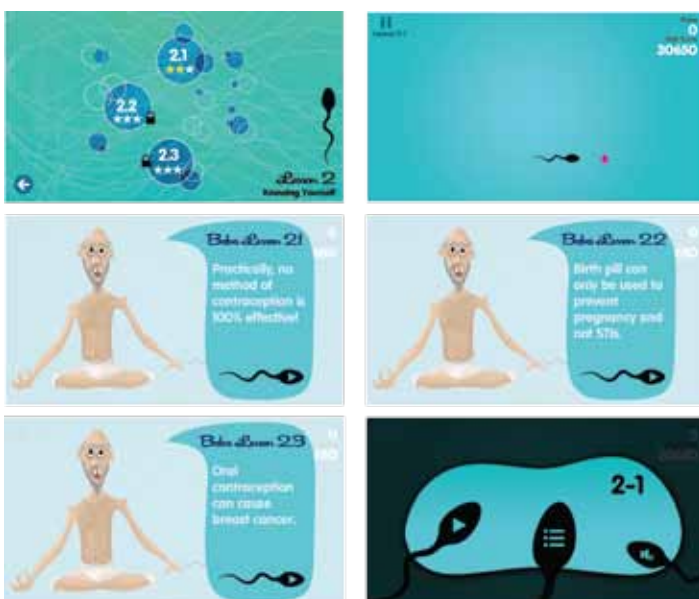 2.1
2.2
2.3
Lesson 2
Knowing Yourself
0
30650
Baba Lesson 2.1
Practically, no
method of
contraception is
100% effective!
Baba Lesson 2.2
Birth pill can
only be used to
prevent
pregnancy and
not STIs.
Baba Lesson 2.3
Oral
contraception
can cause
breast cancer.
2-1